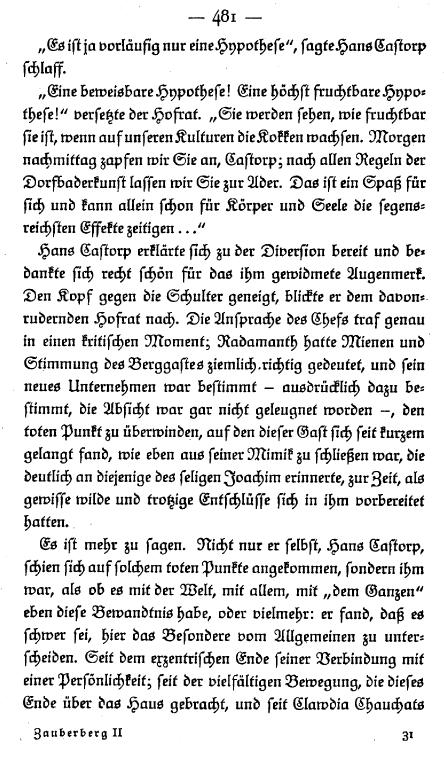 — 481 —
„Es ist ja vorläufig nur eine Hypothese“, sagte Hans Castorp
schlaff.
„Eine beweisbare Hypothese! Eine höchst fruchtbare Hypo-
these!“ versetzte der Hofrat. „Sie werden sehen, wie fruchtbar
sie ist, wenn auf unseren Kulturen die Kokken wachsen. Morgen
nachmittag zapfen wir Sie an, Castorp; nach allen Regeln der
Dorfbaderkunst lassen wir Sie zur Ader. Das ist ein Spaß für
sich und kann allein schon für Körper und Seele die segens-
reichsten Effekte zeitigen ...“
Hans Castorp erklärte sich zu der Diversion bereit und be-
dankte sich recht schön für das ihm gewidmete Augenmerk.
Den Kopf gegen die Schulter geneigt, blickte er dem davon-
rudernden Hofrat nach. Die Ansprache des Chefs traf genau
in einen kritischen Moment; Radamanth hatte Mienen und
Stimmung des Berggastes ziemlich richtig gedeutet, und sein
neues Unternehmen war bestimmt – ausdrücklich dazu be-
stimmt, die Absicht war gar nicht geleugnet worden –, den
toten Punkt zu überwinden, auf den dieser Gast sich seit kurzem
gelangt fand, wie eben aus seiner Mimik zu schließen war, die
deutlich an diejenige des seligen Joachim erinnerte, zur Zeit, als
gewisse wilde und trotzige Entschlüsse sich in ihm vorbereitet
hatten.
Es ist mehr zu sagen. Nicht nur er selbst, Hans Castorp,
schien sich auf solchem toten Punkte angekommen, sondern ihm
war, als ob es mit der Welt, mit allem, mit „dem Ganzen“
eben diese Bewandtnis habe, oder vielmehr: er fand, daß es
schwer sei, hier das Besondere vom Allgemeinen zu unter-
scheiden. Seit dem exzentrischen Ende seiner Verbindung mit
einer Persönlichkeit; seit der vielfältigen Bewegung, die dieses
Ende über das Haus gebracht, und seit Clawdia Chauchats
Zauberberg II 31